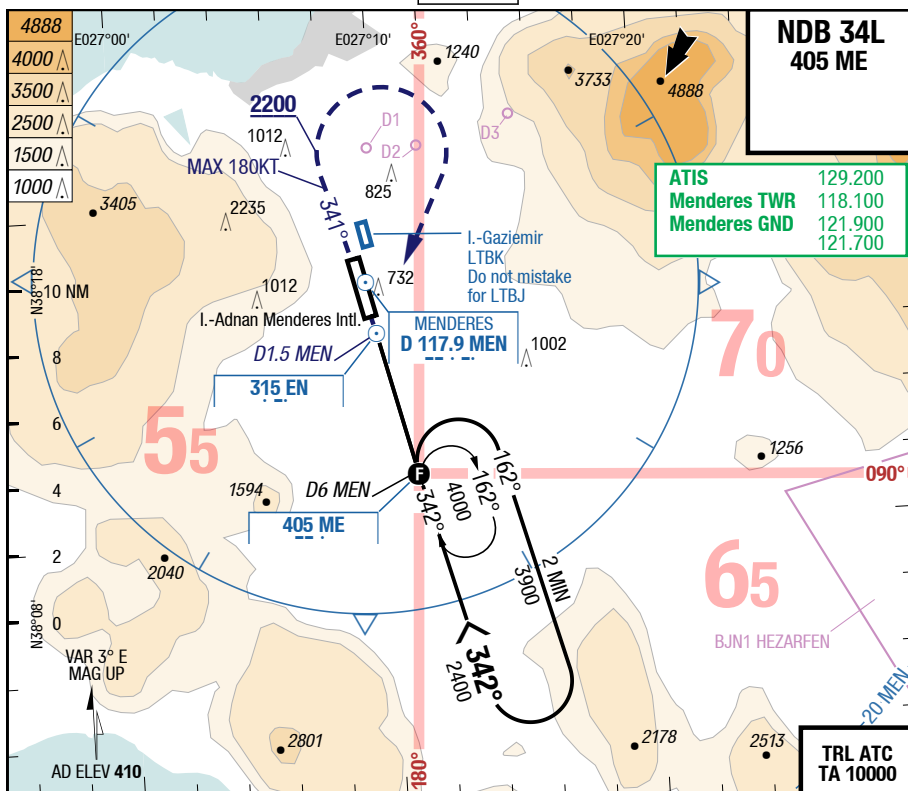 4888
4000
3500
2500
1500
1000
E027°00'
E027°10'
E027°20'
360°
1240
3733
4888
NDB 34L
405 ME
2200
MAX 180KT
341°
1012
D1
D2
D3
825
3405
2235
ATIS 129.200
Menderes TWR 118.100
Menderes GND 121.900
121.700
I.-Gaziemir
LTBK
Do not mistake
for LTBJ
N38°18'
10 NM
1012
732
I.-Adnan Menderes Intl.
MENDERES
D 117.9 MEN
D1.5 MEN
315 EN
1002
70
8
6
55
4
1594
D6 MEN
405 ME
162°
162°
4000
342°
2 MIN
3900
1256
090°
65
2
2040
N38°08'
0
342°
2400
BJN1 HEZARFEN
20 MEN
VAR 3° E
MAG UP
AD ELEV 410
2801
180°
2178
2513
TRL ATC
TA 10000